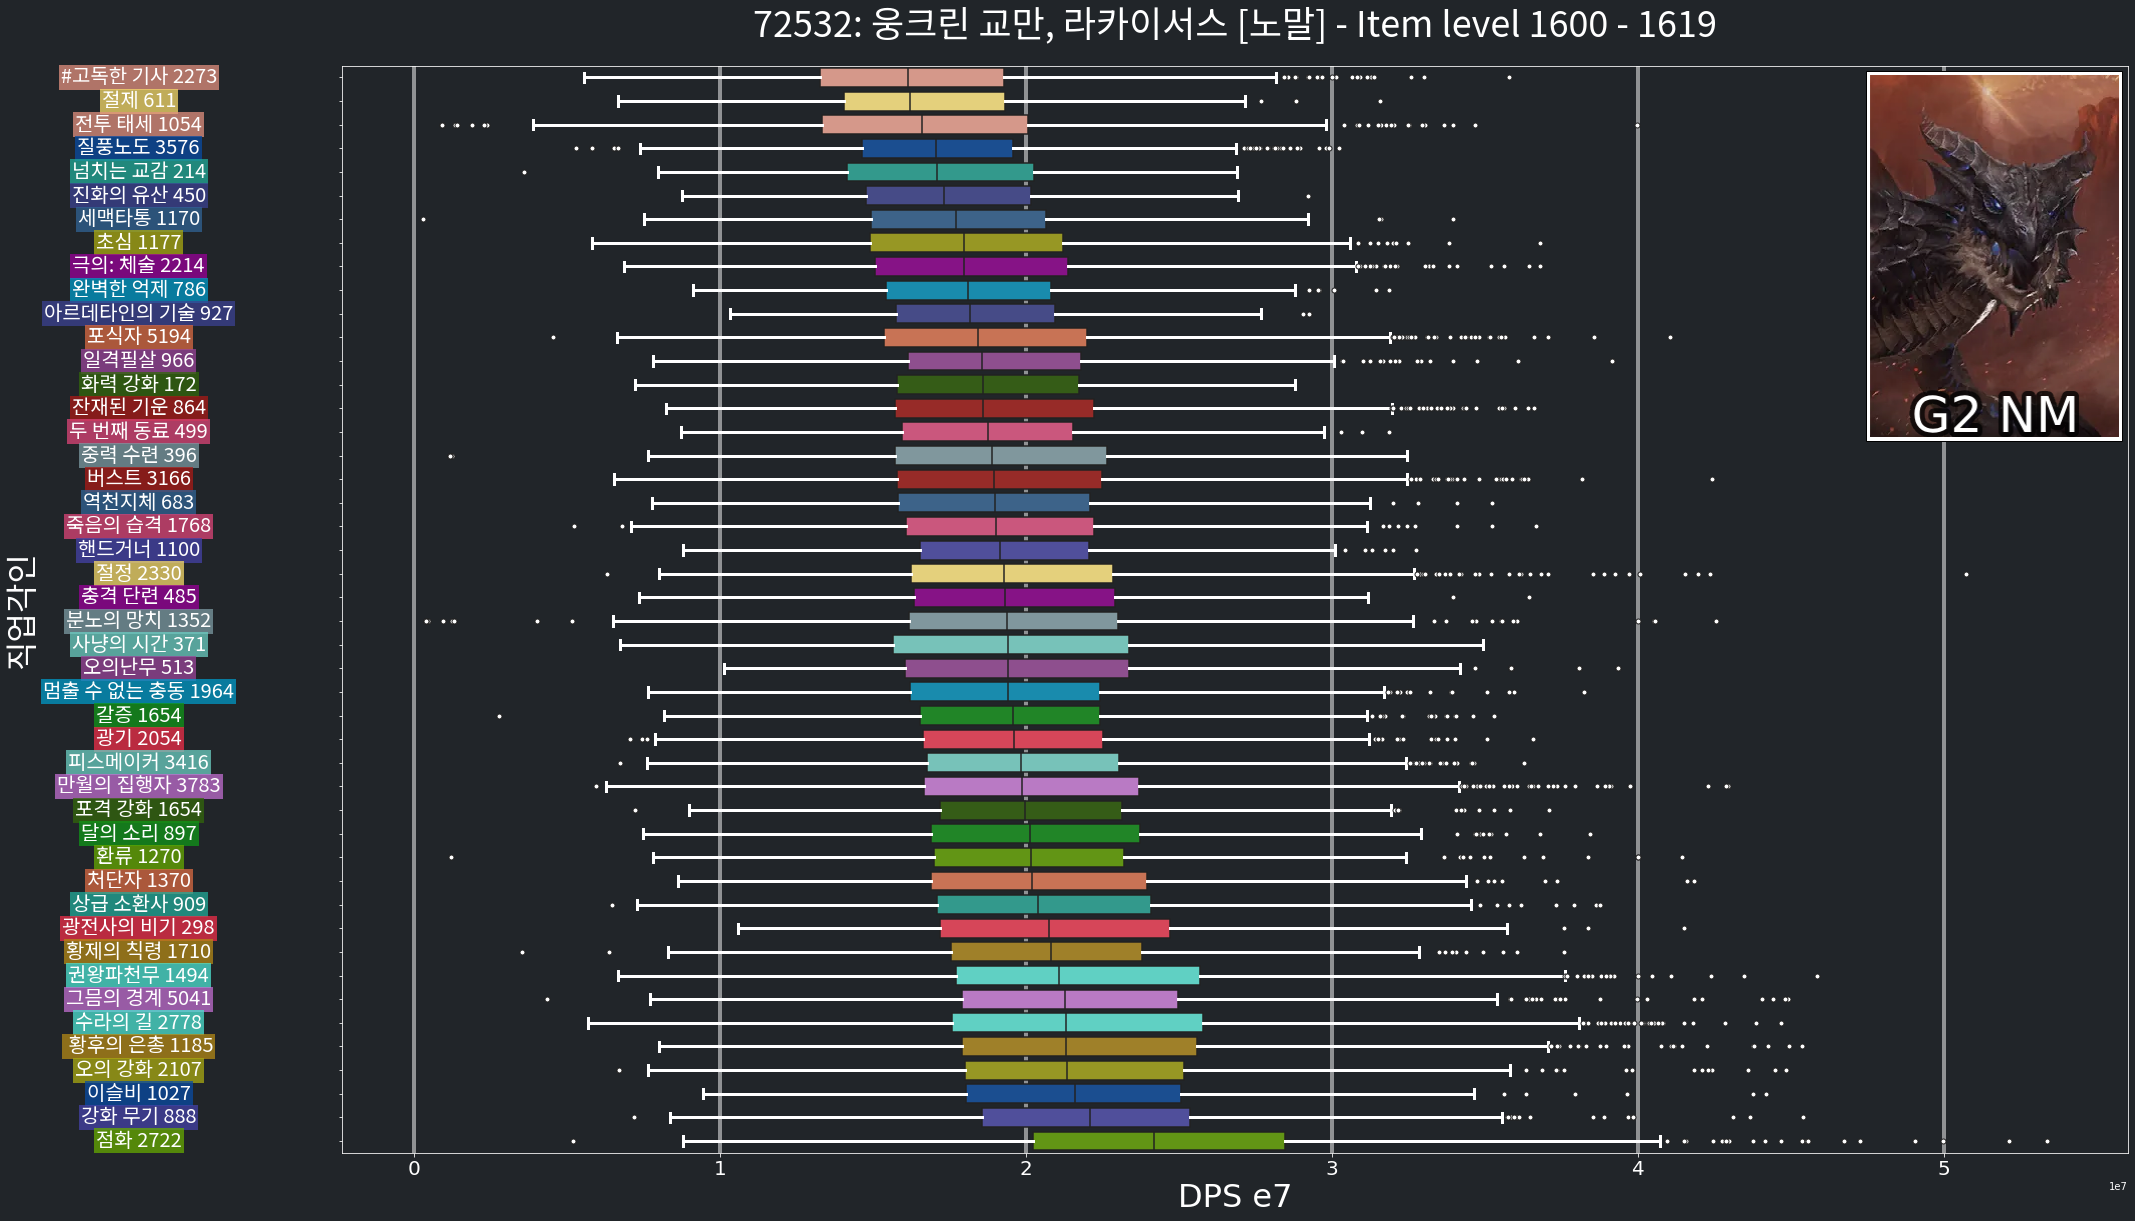 72532: 웅크린 교만, 라카이서스 [노말] - Item level 1600 - 1619
#고독한 기사 2273
절제 611
전투 태세 1054
질풍노도 3576
넘치는 교감 214
진화의 유산 450
세맥타통 1170
초심 1177
극의: 체술 2214
완벽한 억제 786
아르데타인의 기술 927
포식자 5194
일격필살 966
화력 강화 172
잔재된 기운 864
두 번째 동료 499
중력 수련 396
버스트 3166
역천지체 683
죽음의 습격 1768
핸드거너 1100
절정 2330
충격 단련 485
분노의 망치 1352
사냥의 시간 371
오의난무 513
멈출 수 없는 충동 1964
갈증 1654
광기 2054
피스메이커 3416
만월의 집행자 3783
포격 강화 1654
달의 소리 897
환류 1270
처단자 1370
상급 소환사 909
광전사의 비기 298
황제의 칙령 1710
권왕파천무 1494
그믐의 경계 5041
수라의 길 2778
황후의 은총 1185
오의 강화 2107
이슬비 1027
강화 무기 888
점화 2722
직업각인
G2 NM
0 1 2 3 4 5
DPS e7
1e7